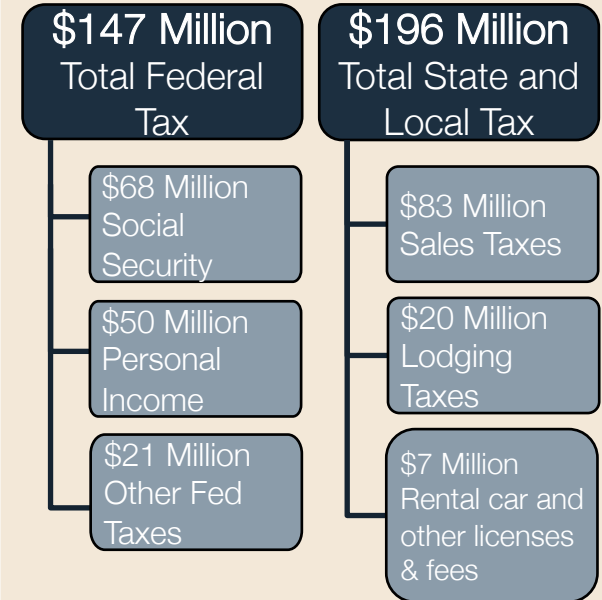 $147 Million
Total Federal
Tax
$68 Million
Social
Security
$50 Million
Personal
Income
$21 Million
Other Fed
Taxes
$196 Million
Total State and
Local Tax
$83 Million
Sales Taxes
$20 Million
Lodging
Taxes
$7 Million
Rental car and
other licenses
& fees